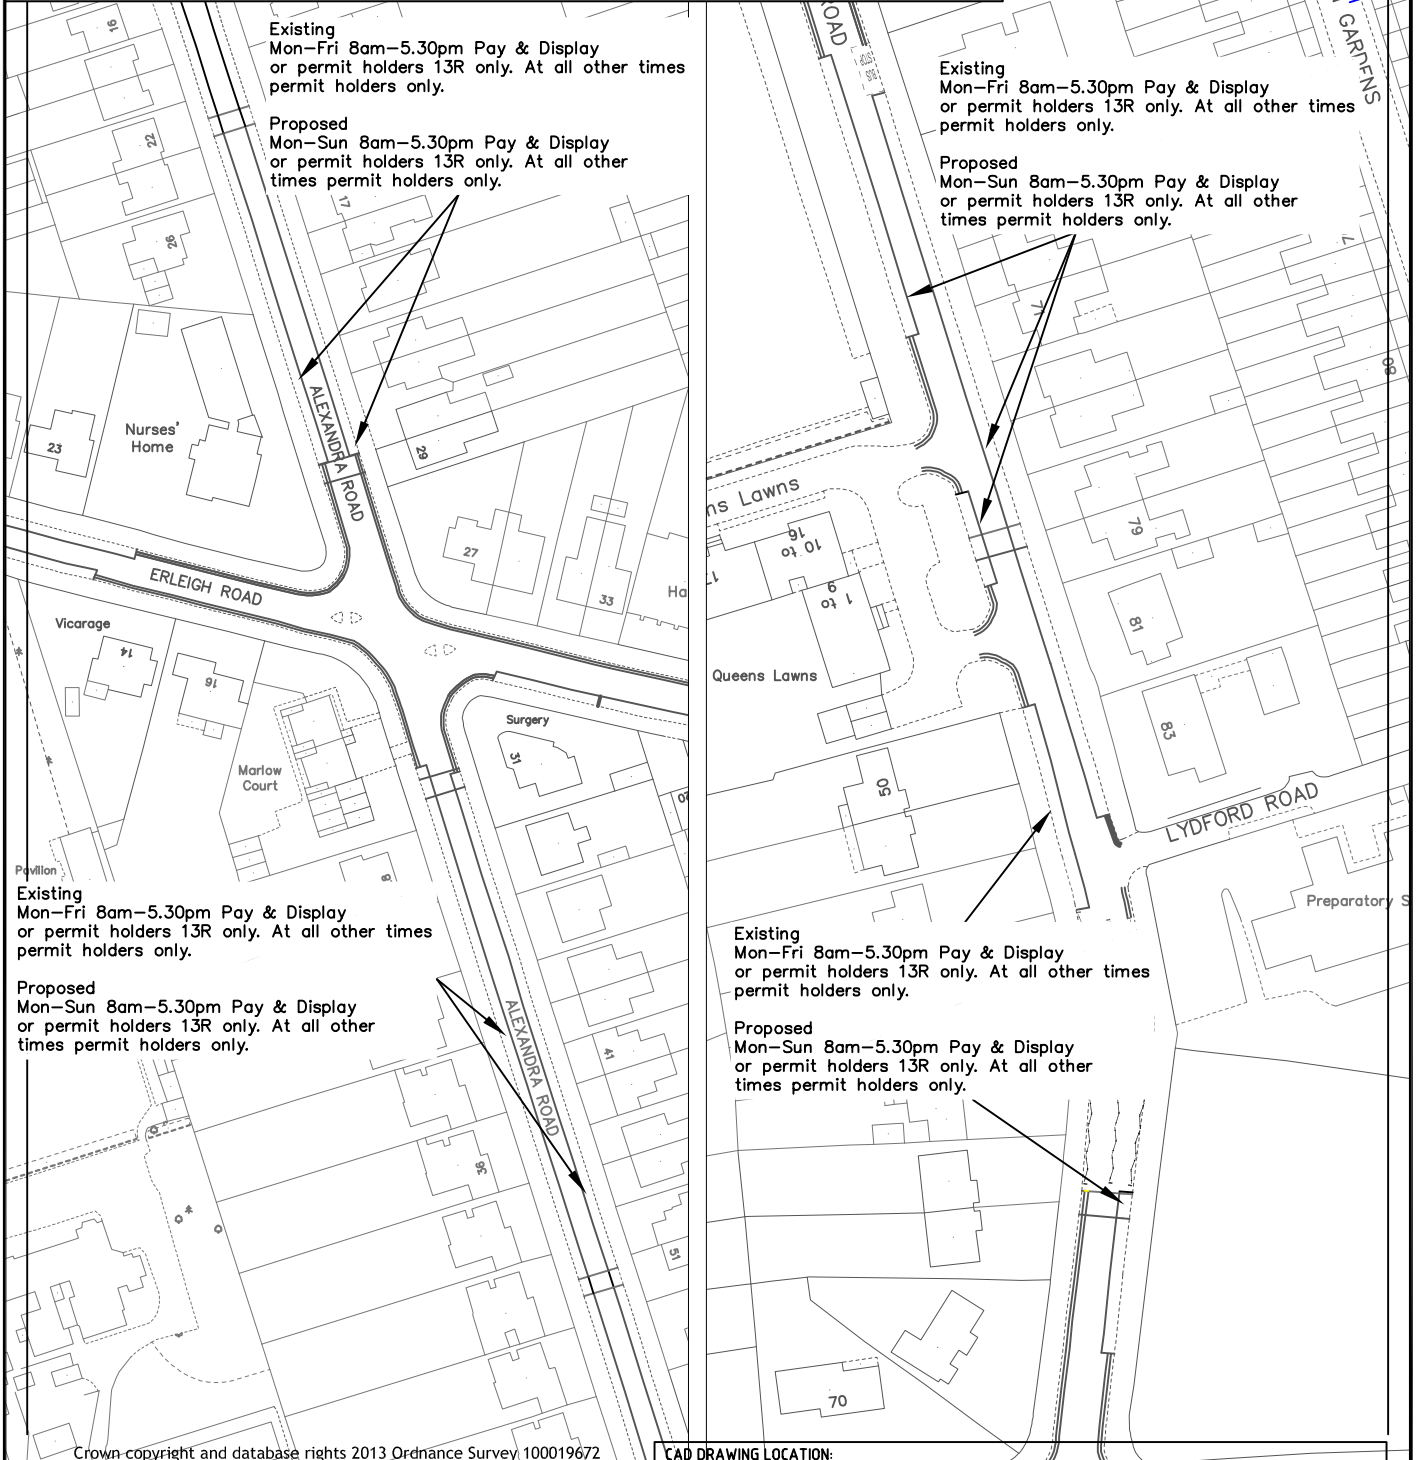 Existing
Mon-Fri 8am-5.30pm Pay & Display
or permit holders 13R only. At all other times
permit holders only.
Proposed
Mon-Sun 8am-5.30pm Pay & Display
or permit holders 13R only. At all other
times permit holders only.
16
22
26
17
23
Nurses'
Home
29
27
33
Ha
ALEXANDRA ROAD
ERLEIGH ROAD
Vicarage
14
16
Marlow
Court
Surgery
31
Pavilion
Existing
Mon-Fri 8am-5.30pm Pay & Display
or permit holders 13R only. At all other times
permit holders only.
Proposed
Mon-Sun 8am-5.30pm Pay & Display
or permit holders 13R only. At all other
times permit holders only.
ALEXANDRA ROAD
41
36
51
Crown copyright and database rights 2013 Ordnance Survey 100019672
ROAD
BUS
STOP
GARDENS
Existing
Mon-Fri 8am-5.30pm Pay & Display
or permit holders 13R only. At all other times
permit holders only.
Proposed
Mon-Sun 8am-5.30pm Pay & Display
or permit holders 13R only. At all other
times permit holders only.
71
80
79
81
83
ns Lawns
10 to
16
1 to
9
Queens Lawns
50
LYDFORD ROAD
Preparatory S
Existing
Mon-Fri 8am-5.30pm Pay & Display
or permit holders 13R only. At all other times
permit holders only.
Proposed
Mon-Sun 8am-5.30pm Pay & Display
or permit holders 13R only. At all other
times permit holders only.
70
CAD DRAWING LOCATION: